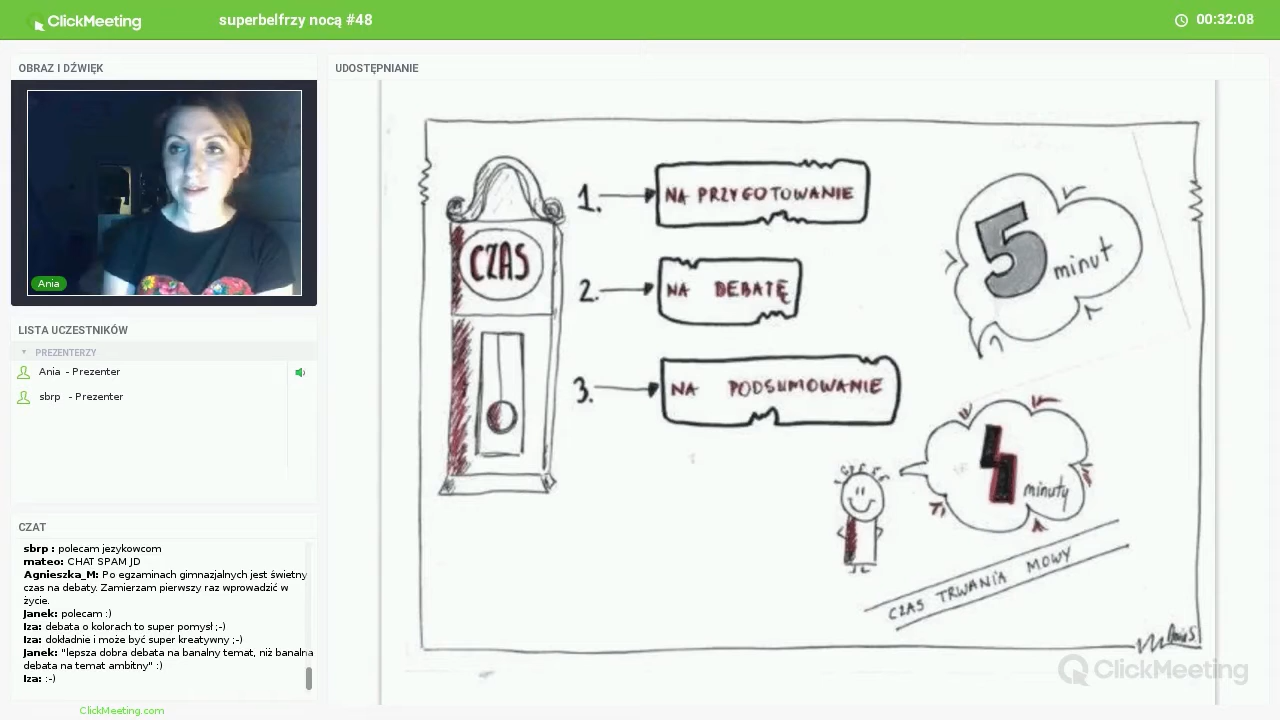 ClickMeeting
superbelfrzy nocą #48
00:32:08
OBRAZ I DŹWIĘK
Ania
LISTA UCZESTNIKÓW
PREZENTERZY
Ania - Prezenter
sbrp - Prezenter
CZAT
sbrp : polecam jezykowcom
mateo: CHAT SPAM JD
Agnieszka_M: Po egzaminach gimnazjalnych jest świetny
czas na debaty. Zamierzam pierwszy raz wprowadzić w
życie.
Janek: polecam :)
Iza: debata o kolorach to super pomysł ;-)
Iza: dokładnie i może być super kreatywny ;-)
Janek: "lepsza dobra debata na banalny temat, niż banalna
debata na temat ambitny" :)
Iza: :-)
ClickMeeting.com
UDOSTĘPNIANIE
CZAS
1. NA PRZYGOTOWANIE
2. NA DEBATĘ
3. NA PODSUMOWANIE
5 minut
4 minuty
CZAS TRWANIA MOWY
ClickMeeting